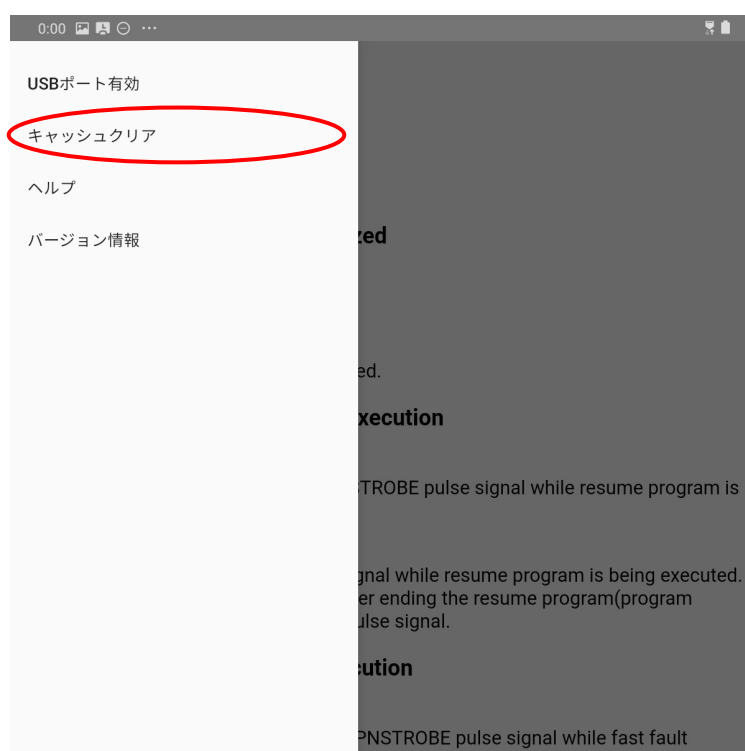 0:00
USBポート有効
キャッシュクリア
ヘルプ
バージョン情報
ed.
xecution
TROBE pulse signal while resume program is
gnal while resume program is being executed.
er ending the resume program(program
ulse signal.
cution
PNSTROBE pulse signal while fast fault